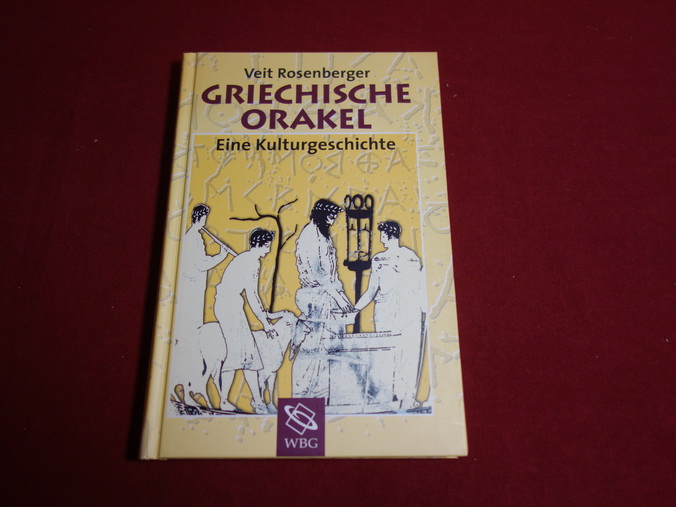 Veit Rosenberger
GRIECHISCHE
ORAKEL
Eine Kulturgeschichte
WBG